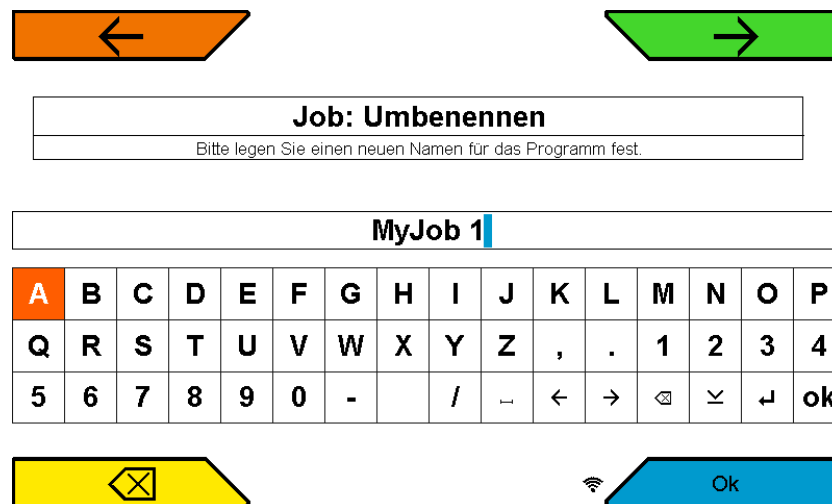 Job: Umbenennen
Bitte legen Sie einen neuen Namen für das Programm fest.
MyJob 1
A B C D E F G H I J K L M N O P
Q R S T U V W X Y Z , . 1 2 3 4
5 6 7 8 9 0 - / ← → ok
Ok